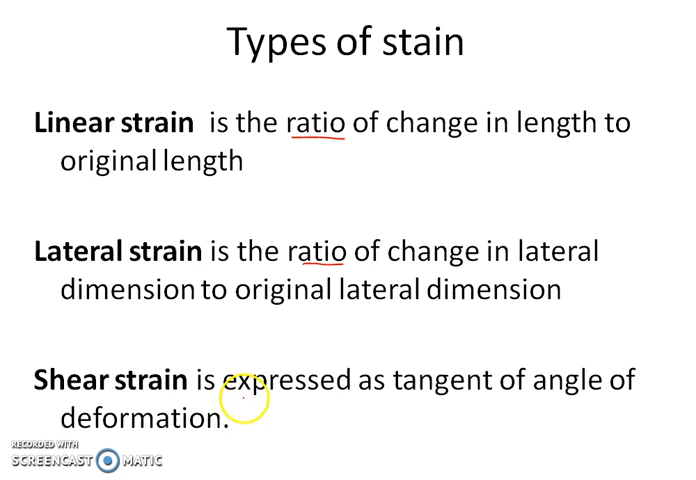 Types of stain
Linear strain is the ratio of change in length to
original length
Lateral strain is the ratio of change in lateral
dimension to original lateral dimension
Shear strain is expressed as tangent of angle of
deformation.
RECORDED WITH
SCREENCAST MATIC